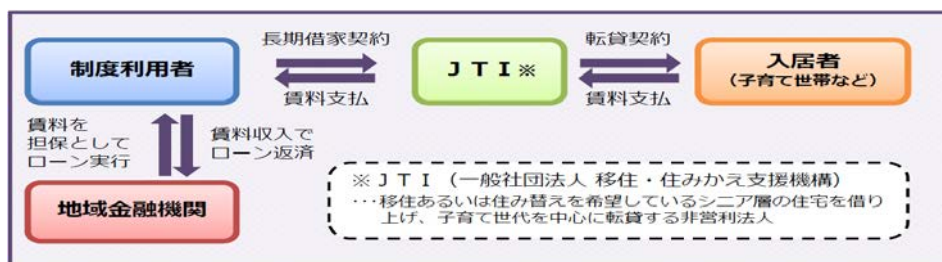 長期借家契約
転貸契約
制度利用者
JTI※
入居者
(子育て世帯など)
賃料支払
賃料支払
賃料を
担保として
ローン実行
賃料収入で
ローン返済
地域金融機関
※JTI(一般社団法人 移住・住みかえ支援機構)
・・・移住あるいは住み替えを希望しているシニア層の住宅を借り
上げ、子育て世代を中心に転貸する非営利法人